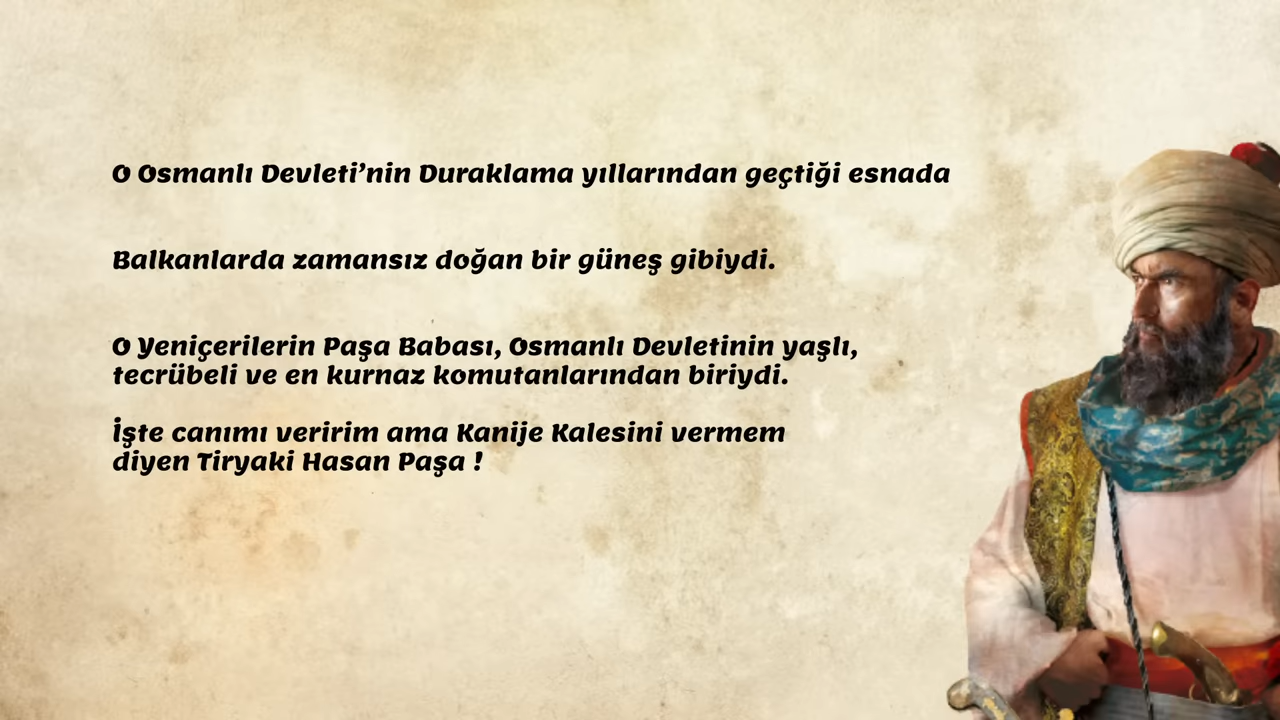 O Osmanlı Devleti’nin Duraklama yıllarından geçtiği esnada
Balkanlarda zamansız doğan bir güneş gibiydi.
O Yeniçerilerin Paşa Babası, Osmanlı Devletinin yaşlı,
tecrübeli ve en kurnaz komutanlarından biriydi.
İşte canımı veririm ama Kanije Kalesini vermem
diyen Tiryaki Hasan Paşa !